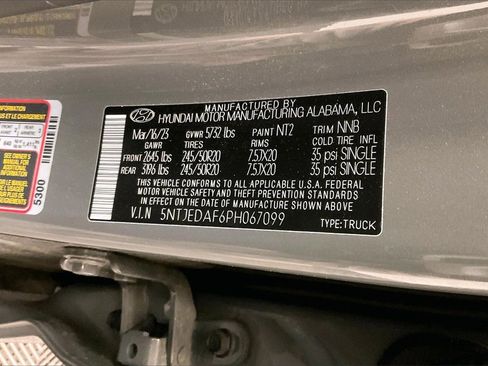 MANUFACTURED BY
HYUNDAI MOTOR MANUFACTURING ALABAMA, LLC
Mar/16/23 GVWR 5732 lbs PAINT NT2 TRIM NNB
GAWR TIRES RIMS COLD TIRE INFL
FRONT 2645 lbs 245/50R20 7.5JX20 35 psi SINGLE
REAR 3196 lbs 245/50R20 7.5JX20 35 psi SINGLE
THIS VEHICLE CONFORMS TO ALL APPLICABLE U.S.A. FEDERAL
MOTOR VEHICLE SAFETY AND THEFT PREVENTION STANDARDS
IN EFFECT ON THE DATE OF MANUFACTURE SHOWN ABOVE.
V.I.N 5NTJEDAF6PH067099 TYPE:TRUCK
See Owner's
5300